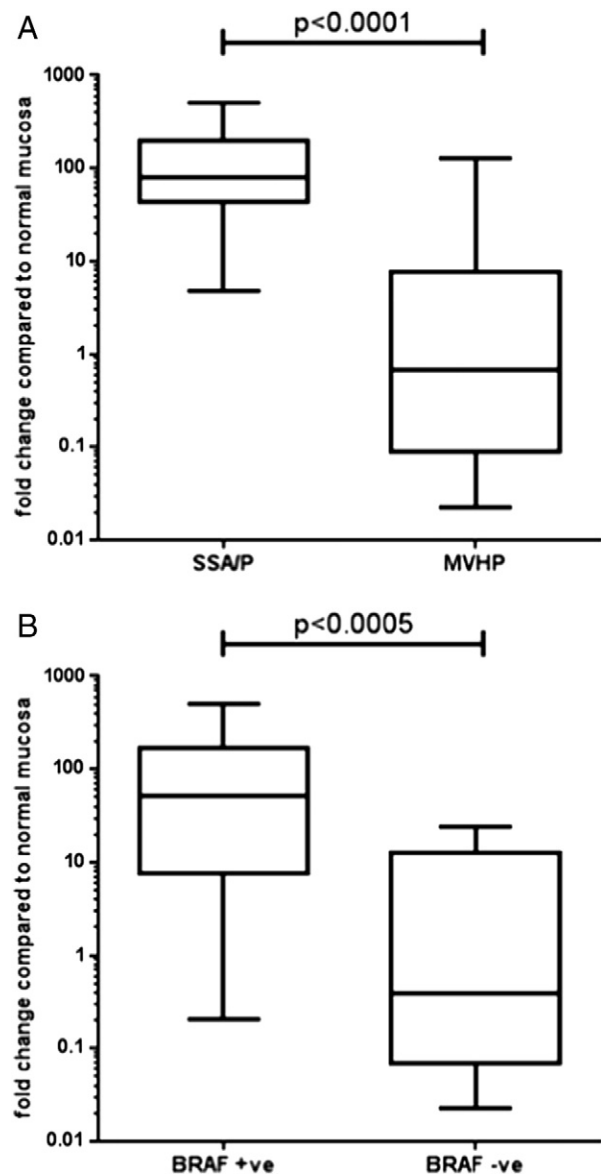 A
p<0.0001
fold change compared to normal mucosa
1000
100
10
1
0.1
0.01
SSA/P
MVHP
B
p<0.0005
fold change compared to normal mucosa
1000
100
10
1
0.1
0.01
BRAF +ve
BRAF -ve